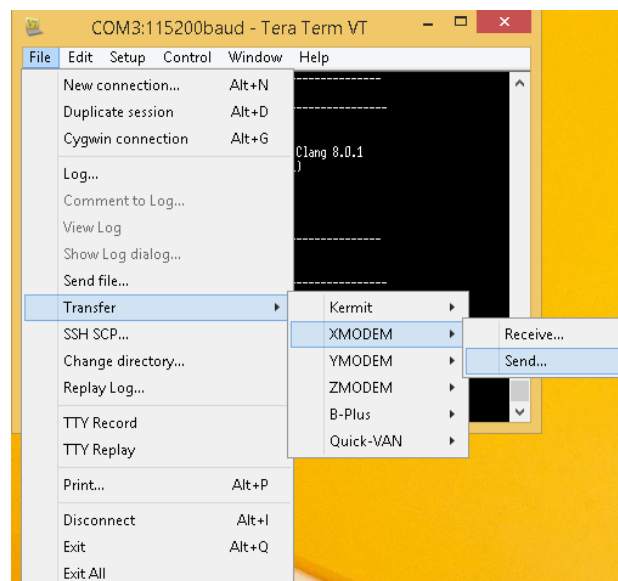 COM3:115200baud - Tera Term VT
File Edit Setup Control Window Help
New connection... Alt+N
Duplicate session Alt+D
Cygwin connection Alt+G
Clang 8.0.1
)
Log...
Comment to Log...
View Log
Show Log dialog...
Send file...
Transfer
Kermit
SSH SCP...
XMODEM
Receive...
Change directory...
YMODEM
Send...
Replay Log...
ZMODEM
B-Plus
TTY Record
Quick-VAN
TTY Replay
Print... Alt+P
Disconnect Alt+I
Exit Alt+Q
Exit All